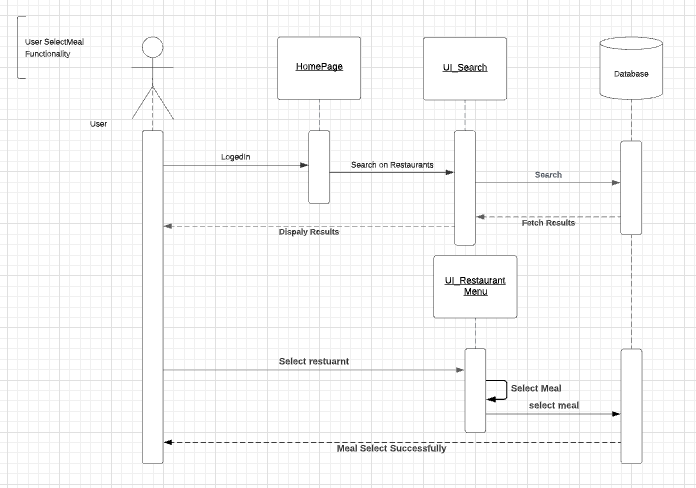 User SelectMeal
Functionality
User
HomePage
UI_Search
Database
LogedIn
Search on Restaurants
Search
Fetch Results
Dispaly Results
UI_Restaurant
Menu
Select restuarnt
Select Meal
select meal
Meal Select Successfully